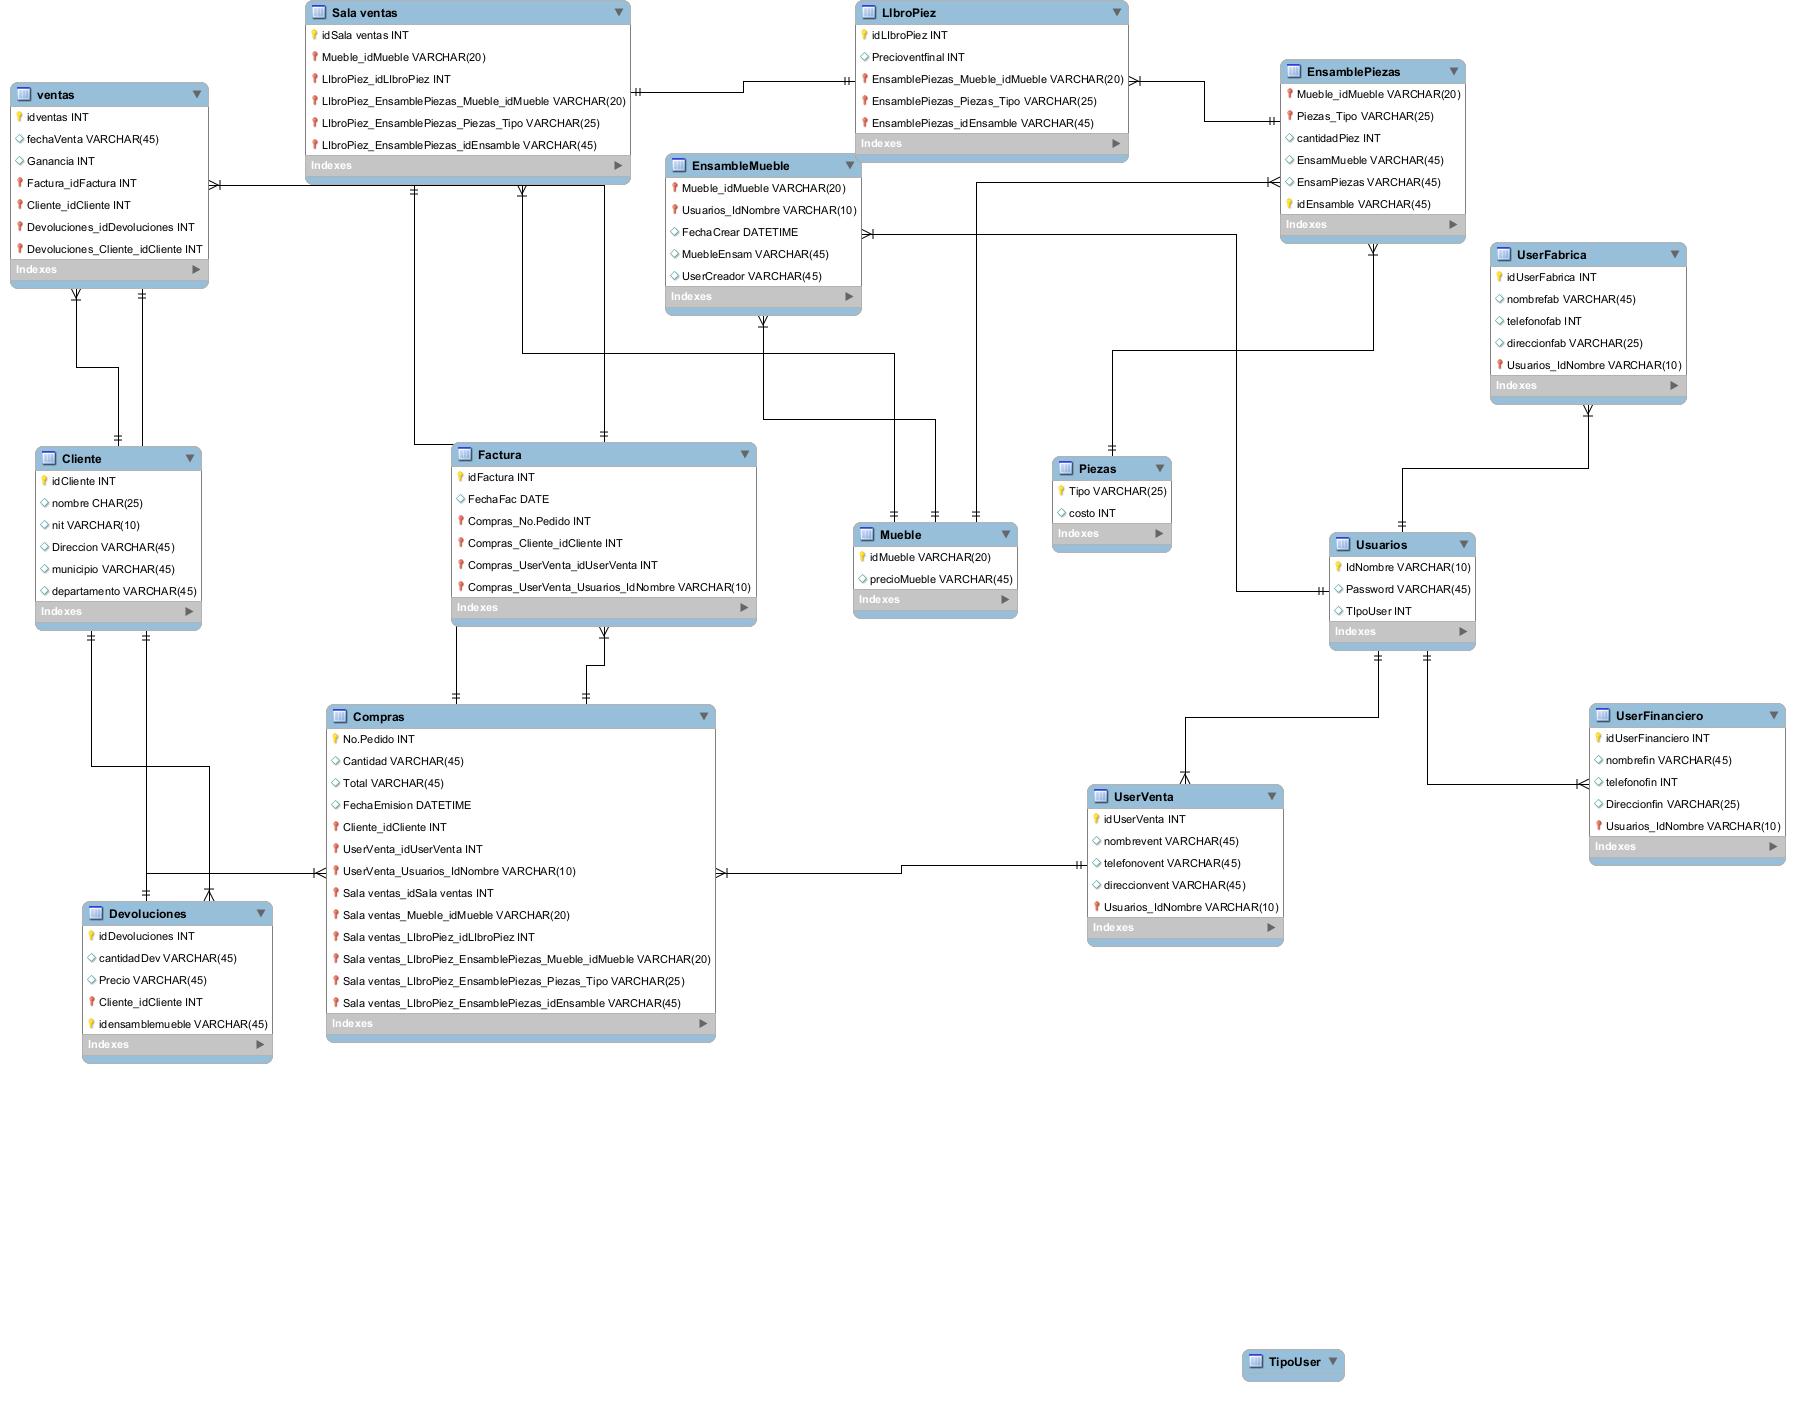 Sala ventas
idSala ventas INT
Mueble_idMueble VARCHAR(20)
LIbroPiez_idLIbroPiez INT
LIbroPiez_EnsamblePiezas_Mueble_idMueble VARCHAR(20)
LIbroPiez_EnsamblePiezas_Piezas_Tipo VARCHAR(25)
LIbroPiez_EnsamblePiezas_idEnsamble VARCHAR(45)
Indexes
LIbroPiez
idLIbroPiez INT
Precioventfinal INT
EnsamblePiezas_Mueble_idMueble VARCHAR(20)
EnsamblePiezas_Piezas_Tipo VARCHAR(25)
EnsamblePiezas_idEnsamble VARCHAR(45)
Indexes
EnsamblePiezas
Mueble_idMueble VARCHAR(20)
Piezas_Tipo VARCHAR(25)
cantidadPiez INT
EnsamMueble VARCHAR(45)
EnsamPiezas VARCHAR(45)
idEnsamble VARCHAR(45)
Indexes
ventas
idventas INT
fechaVenta VARCHAR(45)
Ganancia INT
Factura_idFactura INT
Cliente_idCliente INT
Devoluciones_idDevoluciones INT
Devoluciones_Cliente_idCliente INT
Indexes
EnsambleMueble
Mueble_idMueble VARCHAR(20)
Usuarios_IdNombre VARCHAR(10)
FechaCrear DATETIME
MuebleEnsam VARCHAR(45)
UserCreador VARCHAR(45)
Indexes
UserFabrica
idUserFabrica INT
nombrefab VARCHAR(45)
telefonofab INT
direccionfab VARCHAR(25)
Usuarios_IdNombre VARCHAR(10)
Indexes
Cliente
idCliente INT
nombre CHAR(25)
nit VARCHAR(10)
Direccion VARCHAR(45)
municipio VARCHAR(45)
departamento VARCHAR(45)
Indexes
Factura
idFactura INT
FechaFac DATE
Compras_No.Pedido INT
Compras_Cliente_idCliente INT
Compras_UserVenta_idUserVenta INT
Compras_UserVenta_Usuarios_IdNombre VARCHAR(10)
Indexes
Mueble
idMueble VARCHAR(20)
precioMueble VARCHAR(45)
Indexes
Piezas
Tipo VARCHAR(25)
costo INT
Indexes
Usuarios
IdNombre VARCHAR(10)
Password VARCHAR(45)
TIpoUser INT
Indexes
Compras
No.Pedido INT
Cantidad VARCHAR(45)
Total VARCHAR(45)
FechaEmision DATETIME
Cliente_idCliente INT
UserVenta_idUserVenta INT
UserVenta_Usuarios_IdNombre VARCHAR(10)
Sala ventas_idSala ventas INT
Sala ventas_Mueble_idMueble VARCHAR(20)
Sala ventas_LIbroPiez_idLIbroPiez INT
Sala ventas_LIbroPiez_EnsamblePiezas_Mueble_idMueble VARCHAR(20)
Sala ventas_LIbroPiez_EnsamblePiezas_Piezas_Tipo VARCHAR(25)
Sala ventas_LIbroPiez_EnsamblePiezas_idEnsamble VARCHAR(45)
Indexes
UserVenta
idUserVenta INT
nombrevent VARCHAR(45)
telefonovent VARCHAR(45)
direccionvent VARCHAR(45)
Usuarios_IdNombre VARCHAR(10)
Indexes
UserFinanciero
idUserFinanciero INT
nombrefin VARCHAR(45)
telefonofin INT
Direccionfin VARCHAR(25)
Usuarios_IdNombre VARCHAR(10)
Indexes
Devoluciones
idDevoluciones INT
cantidadDev VARCHAR(45)
Precio VARCHAR(45)
Cliente_idCliente INT
idensamblemueble VARCHAR(45)
Indexes
TipoUser